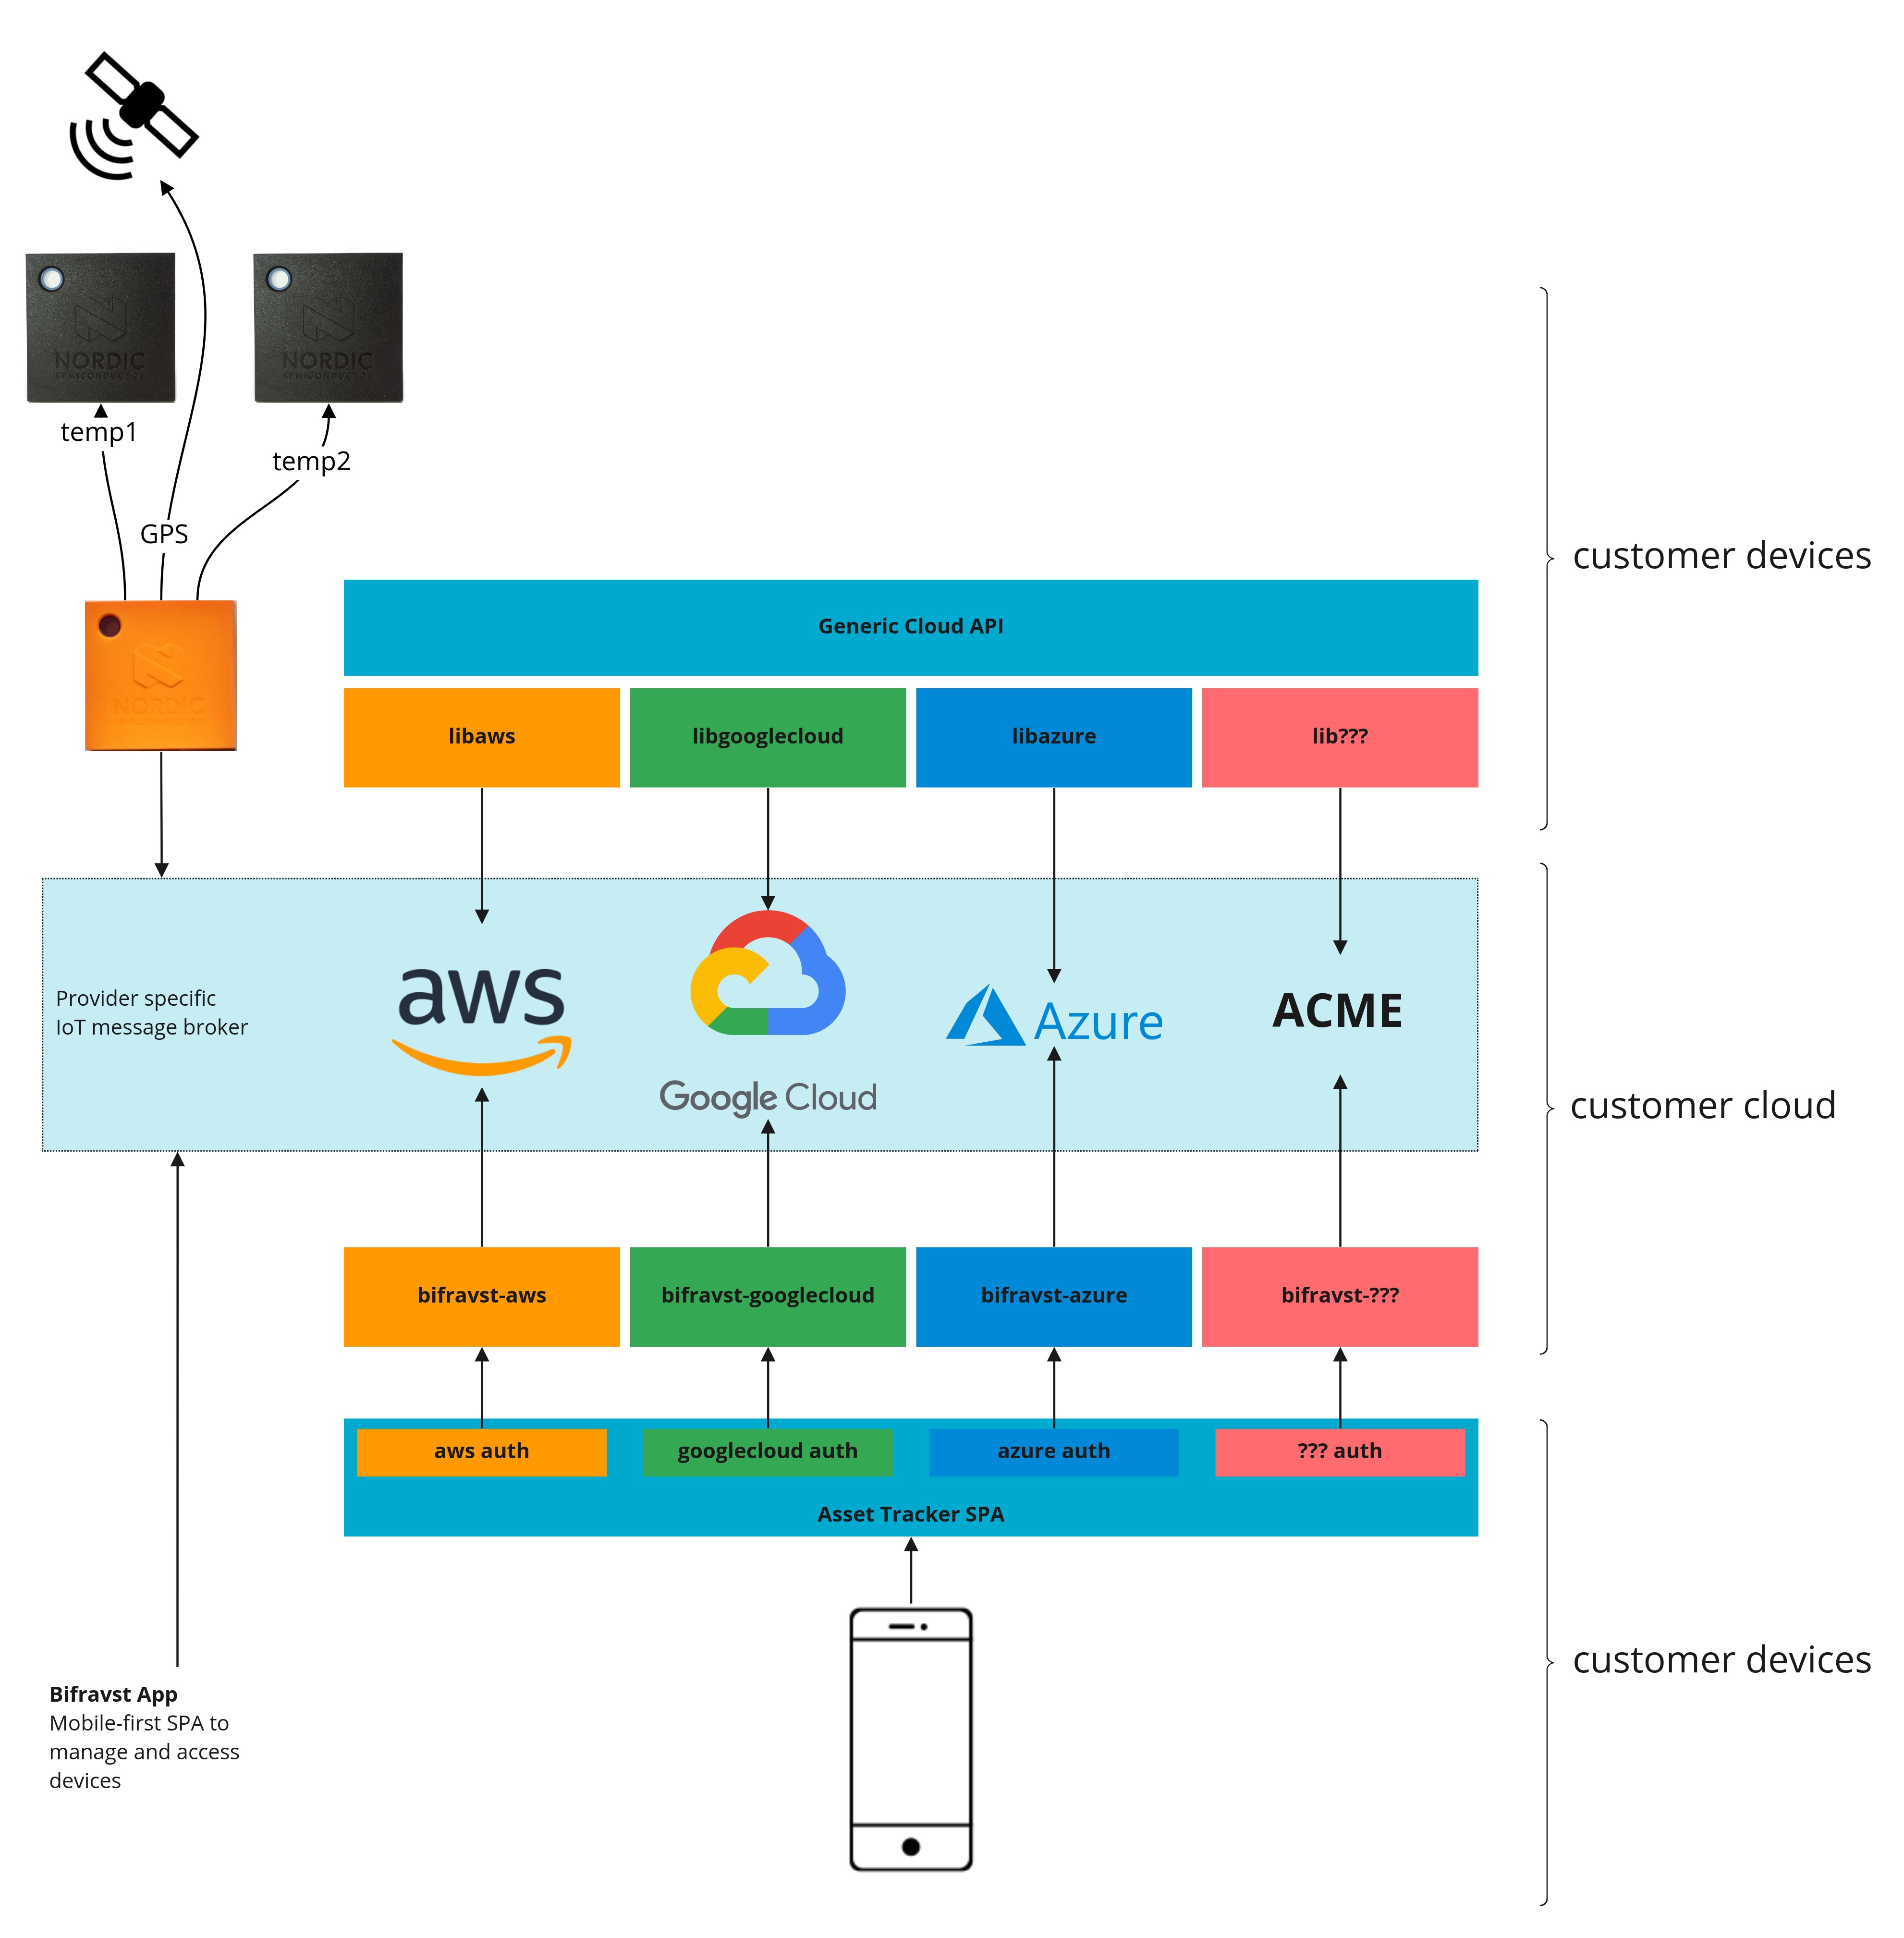 NORDIC
SEMICONDUCTOR
NORDIC
SEMICONDUCTOR
temp1
temp2
GPS
customer devices
NORDIC
SEMICONDUCTOR
Generic Cloud API
libaws
libgooglecloud
libazure
lib???
Provider specific
IoT message broker
aws
Google Cloud
Azure
ACME
customer cloud
bifravst-aws
bifravst-googlecloud
bifravst-azure
bifravst-???
aws auth
googlecloud auth
azure auth
??? auth
Asset Tracker SPA
customer devices
Bifravst App
Mobile-first SPA to
manage and access
devices